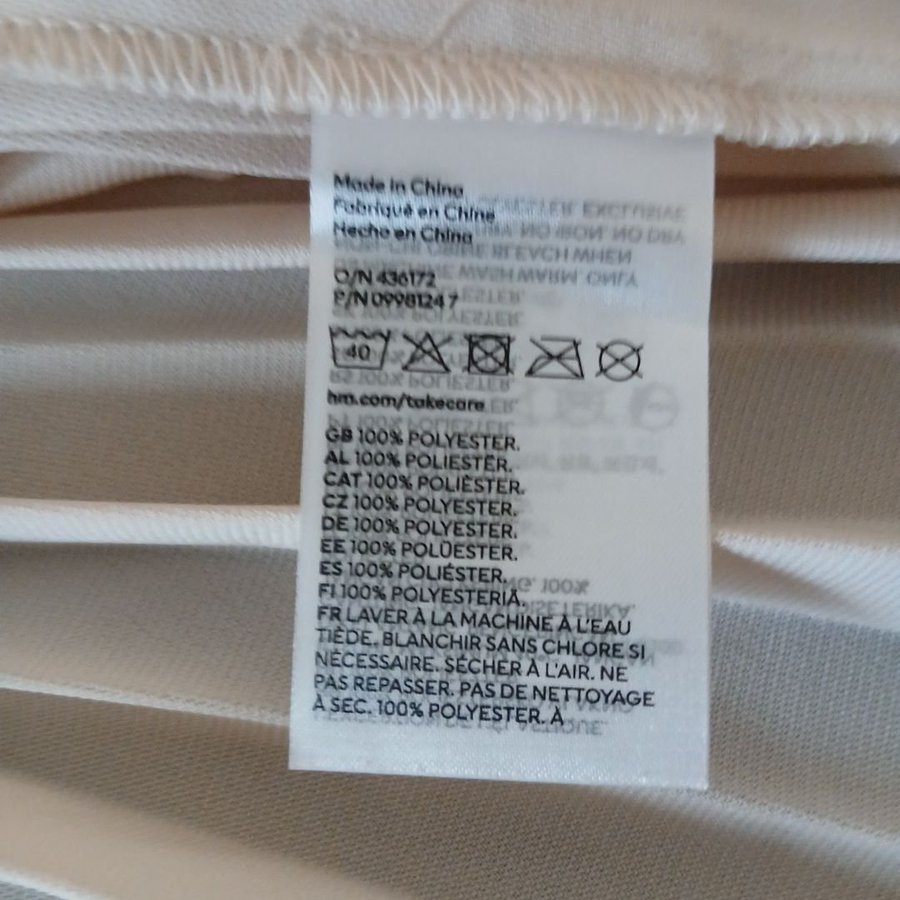 Made in China
Fabriqué en Chine
Hecho en China
O/N 436172
P/N 0998124 7
40
hm.com/takecare
GB 100% POLYESTER.
AL 100% POLIESTËR.
CAT 100% POLIÈSTER.
CZ 100% POLYESTER.
DE 100% POLYESTER.
EE 100% POLÜESTER.
ES 100% POLIÉSTER.
FI 100% POLYESTERIÄ.
FR LAVER À LA MACHINE À L'EAU
TIÈDE. BLANCHIR SANS CHLORE SI
NÉCESSAIRE. SÉCHER À L'AIR. NE
PAS REPASSER. PAS DE NETTOYAGE
À SEC. 100% POLYESTER. À